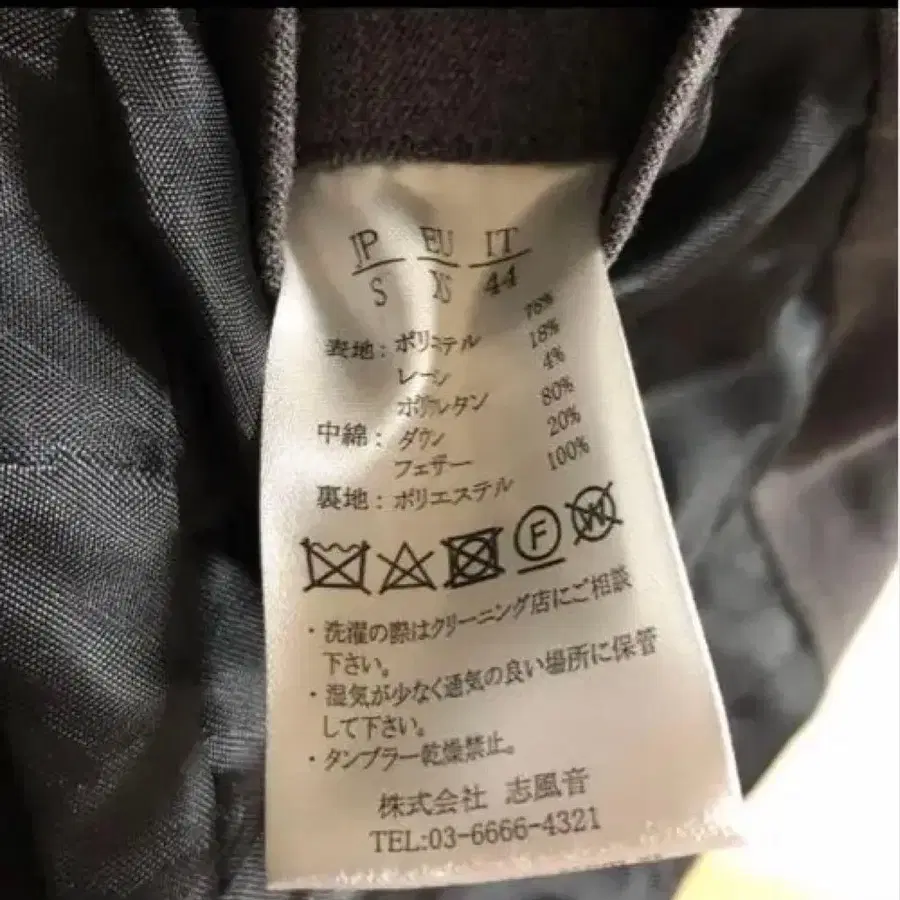 JP EU IT
S XS 44
表地: ポリエステル 78%
レーヨン 18%
ポリウレタン 4%
中綿: ダウン 80%
フェザー 20%
裏地: ポリエステル 100%
F W
・洗濯の際はクリーニング店にご相談
下さい。
・湿気が少なく通気の良い場所に保管
して下さい。
・タンブラー乾燥禁止。
株式会社 志風音
TEL:03-6666-4321